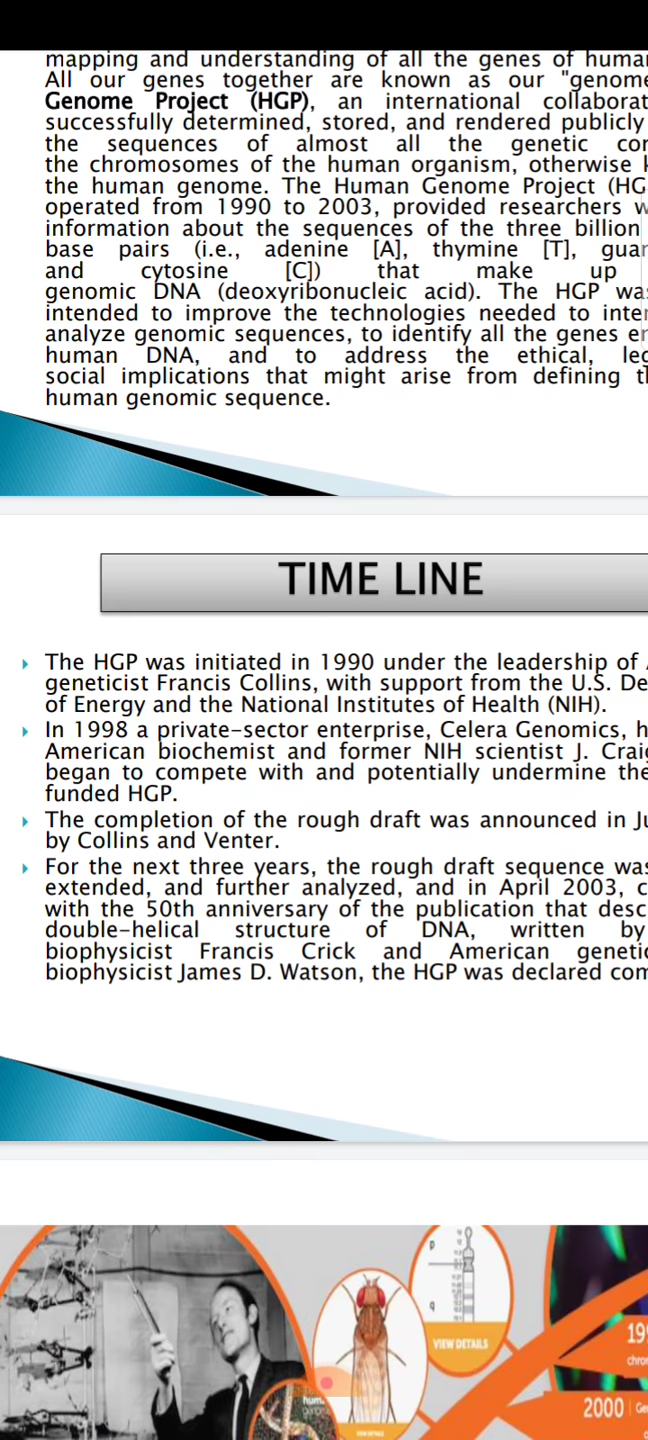 mapping and understanding of all the genes of human
All our genes together are known as our "genome
Genome Project (HGP), an international collaborat
successfully determined, stored, and rendered publicly
the sequences of almost all the genetic con
the chromosomes of the human organism, otherwise k
the human genome. The Human Genome Project (HG
operated from 1990 to 2003, provided researchers w
information about the sequences of the three billion
base pairs (i.e., adenine [A], thymine [T], guan
and cytosine [C]) that make up
genomic DNA (deoxyribonucleic acid). The HGP was
intended to improve the technologies needed to inter
analyze genomic sequences, to identify all the genes en
human DNA, and to address the ethical, leg
social implications that might arise from defining th
human genomic sequence.
TIME LINE
The HGP was initiated in 1990 under the leadership of A
geneticist Francis Collins, with support from the U.S. De
of Energy and the National Institutes of Health (NIH).
In 1998 a private-sector enterprise, Celera Genomics, h
American biochemist and former NIH scientist J. Craig
began to compete with and potentially undermine the
funded HGP.
The completion of the rough draft was announced in Ju
by Collins and Venter.
For the next three years, the rough draft sequence was
extended, and further analyzed, and in April 2003, c
with the 50th anniversary of the publication that desc
double-helical structure of DNA, written by
biophysicist Francis Crick and American genetic
biophysicist James D. Watson, the HGP was declared com
p
q
VIEW DETAILS
199
chro
2000 | Ge
VIEW DETAILS